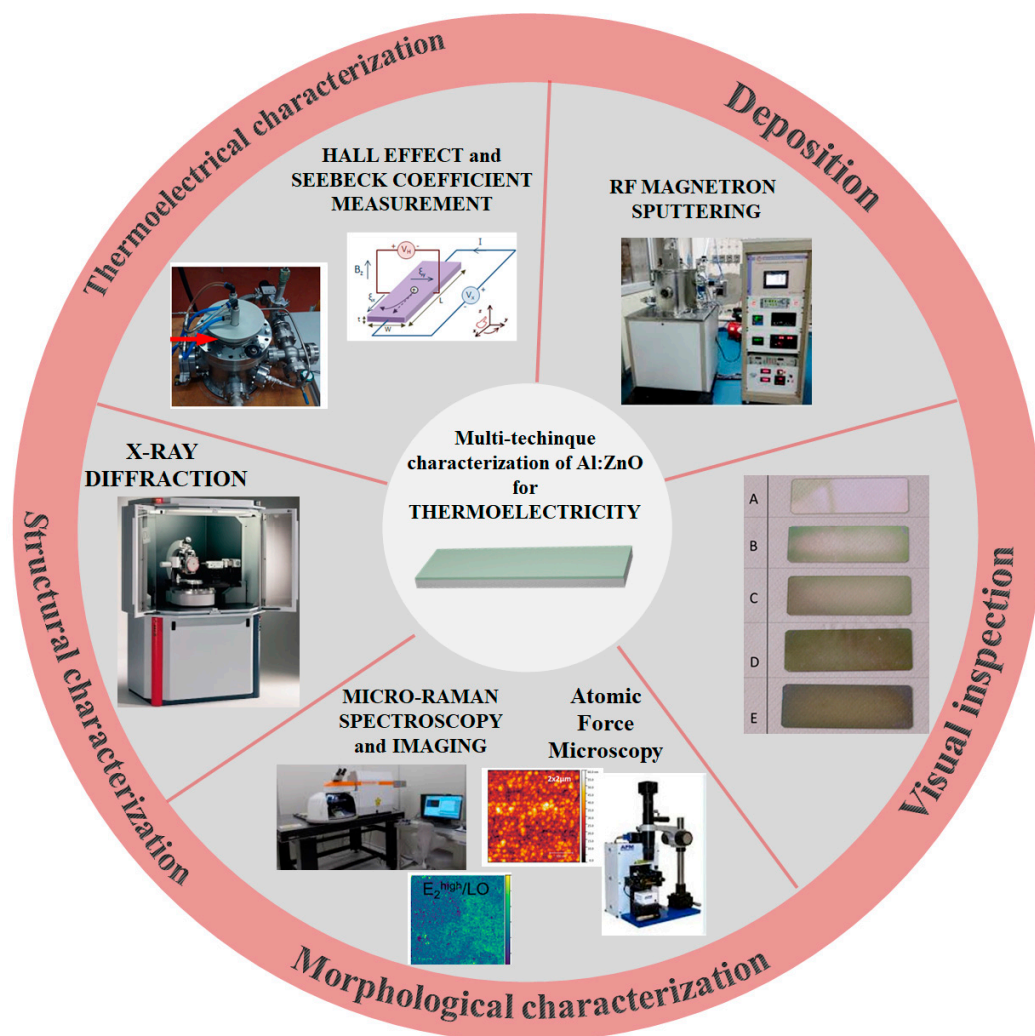 Thermoelectrical characterization
Deposition
HALL EFFECT and
SEEBECK COEFFICIENT
MEASUREMENT
RF MAGNETRON
SPUTTERING
+
-
I
B
L
W
t
+
X-RAY
DIFFRACTION
Multi-techinque
characterization of Al:ZnO
for
THERMOELECTRICITY
A
B
C
D
E
Structural characterization
Visual inspection
MICRO-RAMAN
SPECTROSCOPY
and IMAGING
Atomic
Force
Microscopy
2x2µm
E₂ʰⁱᵍʰ/LO
Morphological characterization